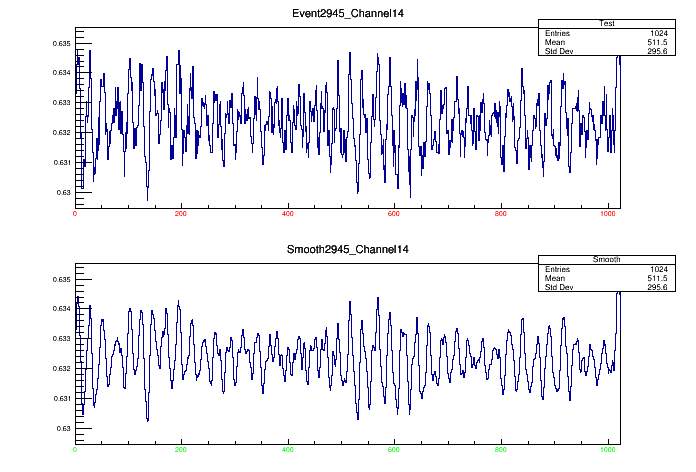 Event2945_Channel14
Test
Entries 1024
Mean 511.5
Std Dev 295.6
0.635
0.634
0.633
0.632
0.631
0.63
0 200 400 600 800 1000
Smooth2945_Channel14
Smooth
Entries 1024
Mean 511.5
Std Dev 295.6
0.635
0.634
0.633
0.632
0.631
0.63
0 200 400 600 800 1000